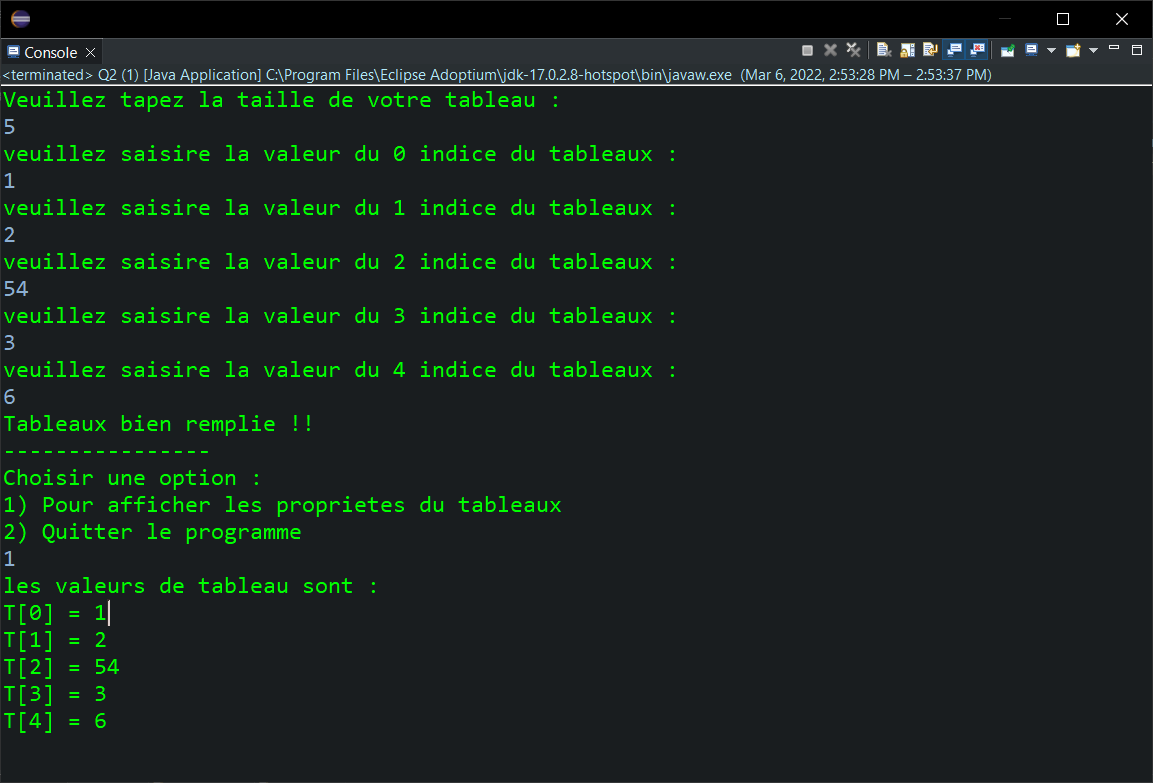 Console
<terminated> Q2 (1) [Java Application] C:\Program Files\Eclipse Adoptium\jdk-17.0.2.8-hotspot\bin\javaw.exe  (Mar 6, 2022, 2:53:28 PM – 2:53:37 PM)
Veuillez tapez la taille de votre tableau :
5
veuillez saisire la valeur du 0 indice du tableaux :
1
veuillez saisire la valeur du 1 indice du tableaux :
2
veuillez saisire la valeur du 2 indice du tableaux :
54
veuillez saisire la valeur du 3 indice du tableaux :
3
veuillez saisire la valeur du 4 indice du tableaux :
6
Tableaux bien remplie !!
----------------
Choisir une option :
1) Pour afficher les proprietes du tableaux
2) Quitter le programme
1
les valeurs de tableau sont :
T[0] = 1
T[1] = 2
T[2] = 54
T[3] = 3
T[4] = 6